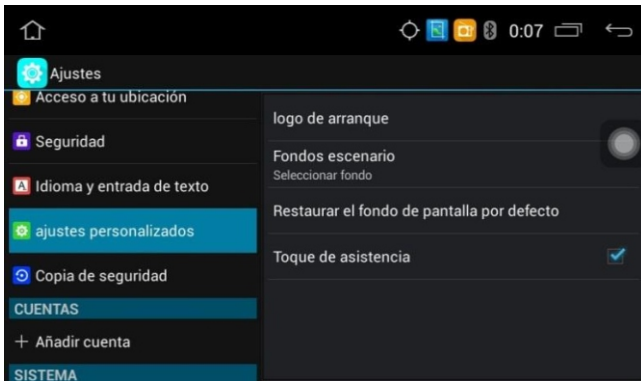 0:07
Ajustes
Acceso a tu ubicación
Seguridad
Idioma y entrada de texto
ajustes personalizados
Copia de seguridad
CUENTAS
+ Añadir cuenta
SISTEMA
logo de arranque
Fondos escenario
Seleccionar fondo
Restaurar el fondo de pantalla por defecto
Toque de asistencia